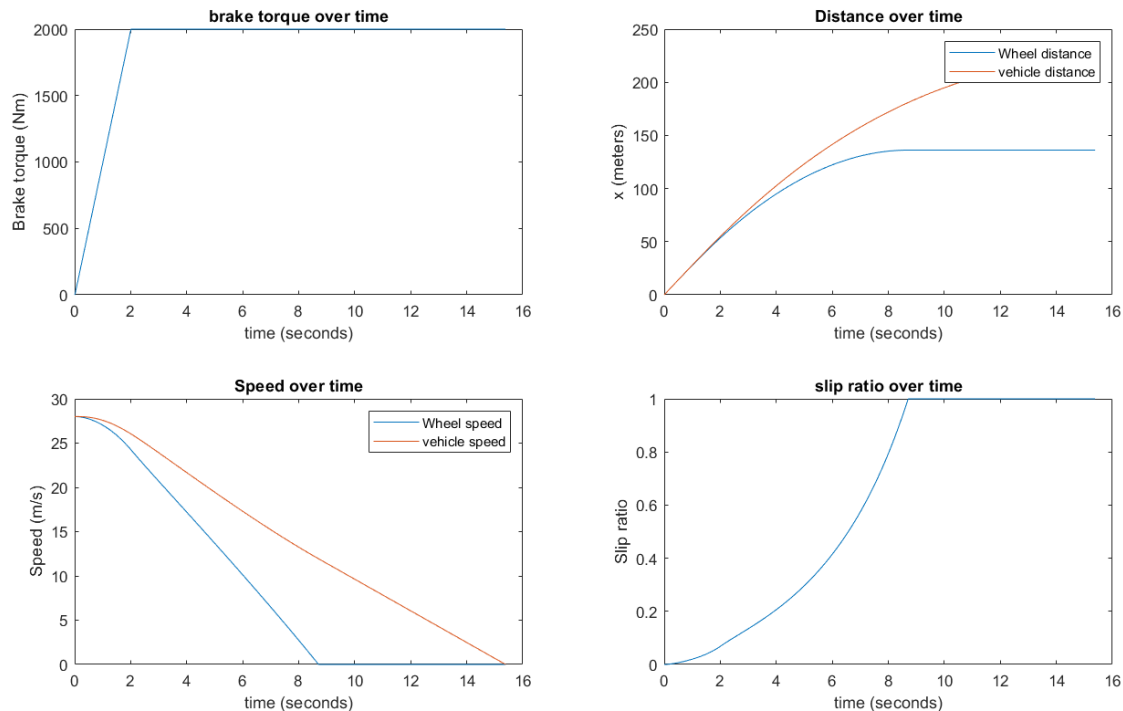 brake torque over time
2000
1500
1000
500
0
Brake torque (Nm)
0 2 4 6 8 10 12 14 16
time (seconds)
Distance over time
250
200
150
100
50
0
x (meters)
Wheel distance
vehicle distance
0 2 4 6 8 10 12 14 16
time (seconds)
Speed over time
30
25
20
15
10
5
0
Speed (m/s)
Wheel speed
vehicle speed
0 2 4 6 8 10 12 14 16
time (seconds)
slip ratio over time
1
0.8
0.6
0.4
0.2
0
Slip ratio
0 2 4 6 8 10 12 14 16
time (seconds)